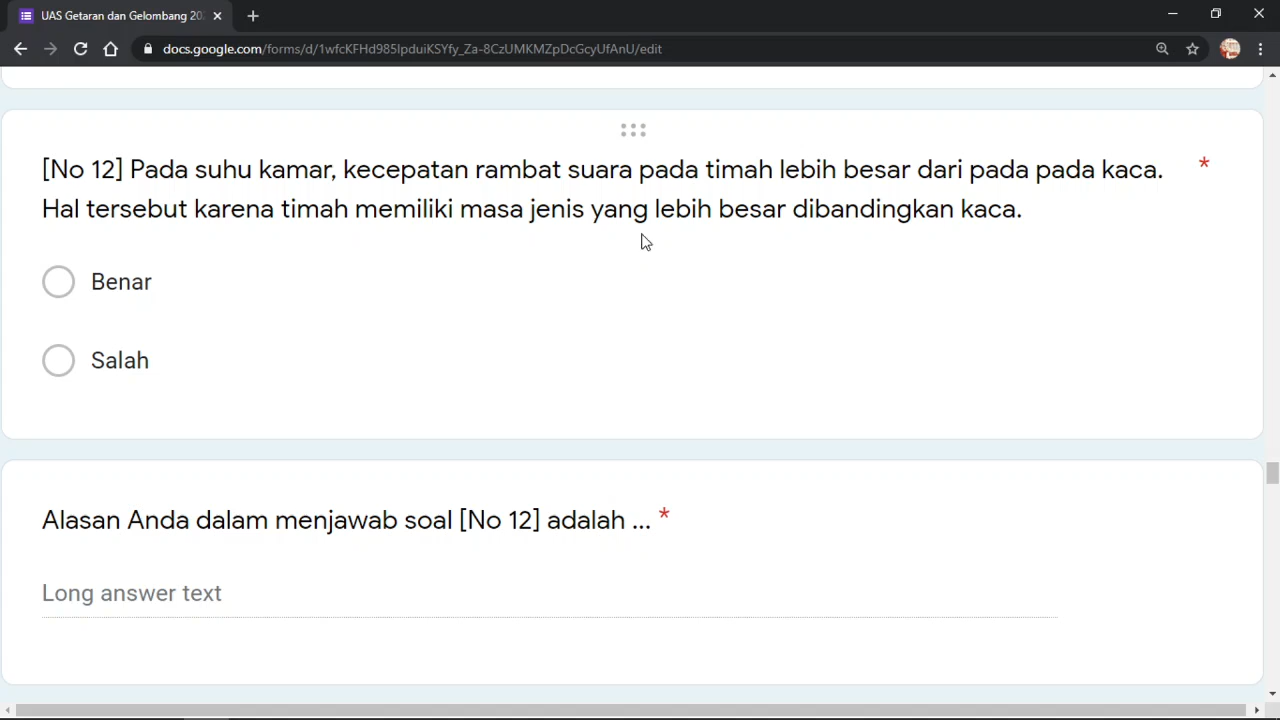 UAS Getaran dan Gelombang 20
docs.google.com/forms/d/1wfcKFHd985lpduiKSYfy_Za-8CzUMKMZpDcGcyUfAnU/edit
[No 12] Pada suhu kamar, kecepatan rambat suara pada timah lebih besar dari pada pada kaca. *
Hal tersebut karena timah memiliki masa jenis yang lebih besar dibandingkan kaca.
Benar
Salah
Alasan Anda dalam menjawab soal [No 12] adalah ... *
Long answer text